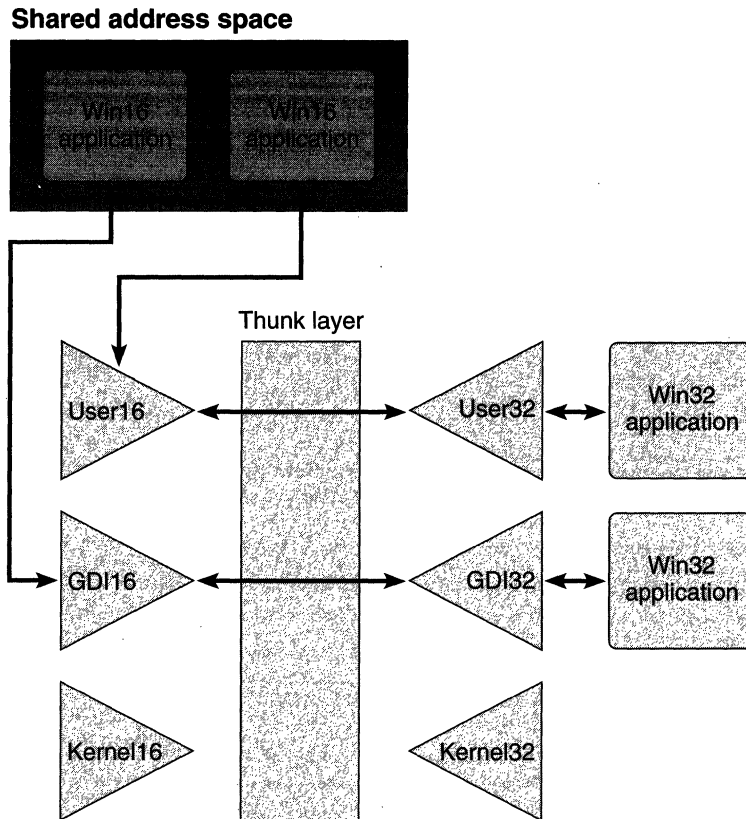 Shared address space
Win16
application
Win16
application
Thunk layer
User16
User32
Win32
application
GDI16
GDI32
Win32
application
Kernel16
Kernel32